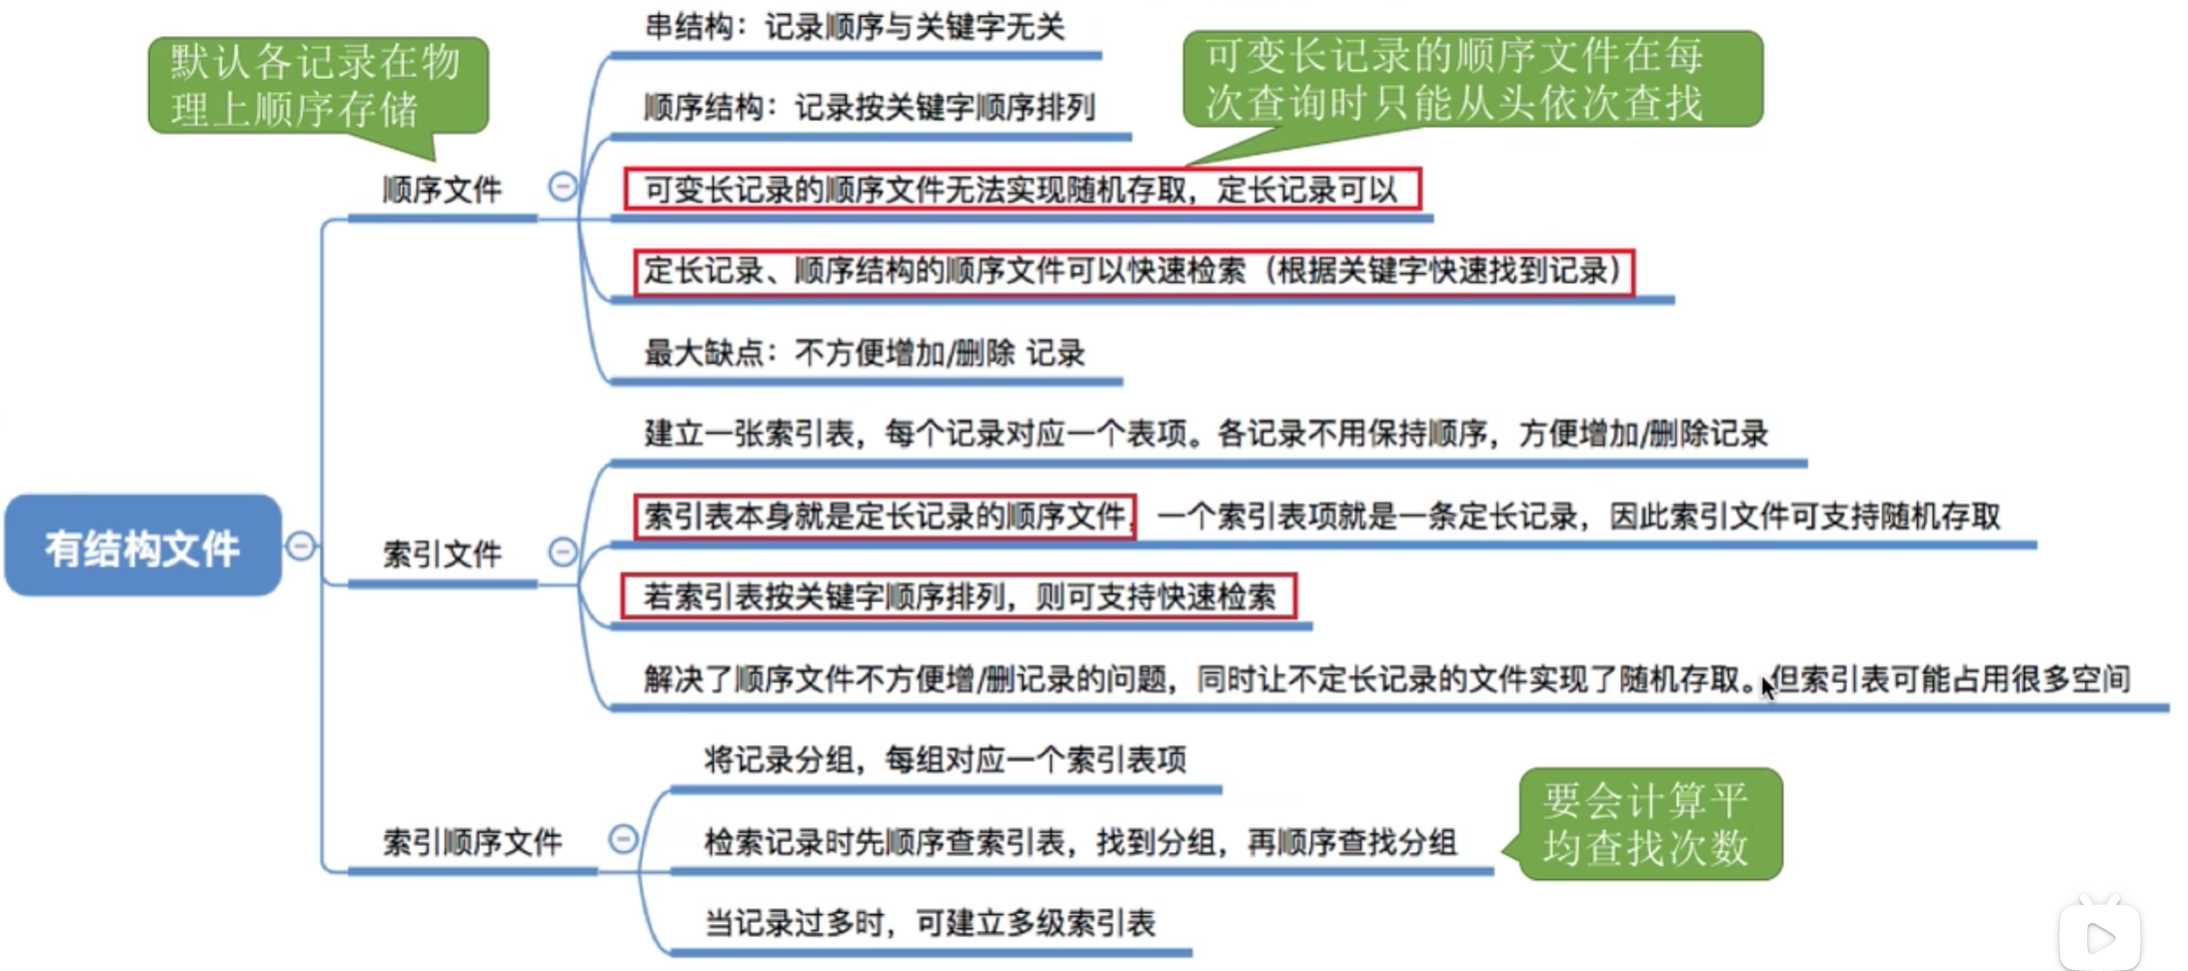 串结构：记录顺序与关键字无关
默认各记录在物
理上顺序存储
可变长记录的顺序文件在每
次查询时只能从头依次查找
顺序结构：记录按关键字顺序排列
顺序文件
可变长记录的顺序文件无法实现随机存取，定长记录可以
定长记录、顺序结构的顺序文件可以快速检索（根据关键字快速找到记录）
最大缺点：不方便增加/删除 记录
建立一张索引表，每个记录对应一个表项。各记录不用保持顺序，方便增加/删除记录
有结构文件
索引文件
索引表本身就是定长记录的顺序文件，一个索引表项就是一条定长记录，因此索引文件可支持随机存取
若索引表按关键字顺序排列，则可支持快速检索
解决了顺序文件不方便增/删记录的问题，同时让不定长记录的文件实现了随机存取。但索引表可能占用很多空间
将记录分组，每组对应一个索引表项
索引顺序文件
检索记录时先顺序查索引表，找到分组，再顺序查找分组
要会计算平
均查找次数
当记录过多时，可建立多级索引表